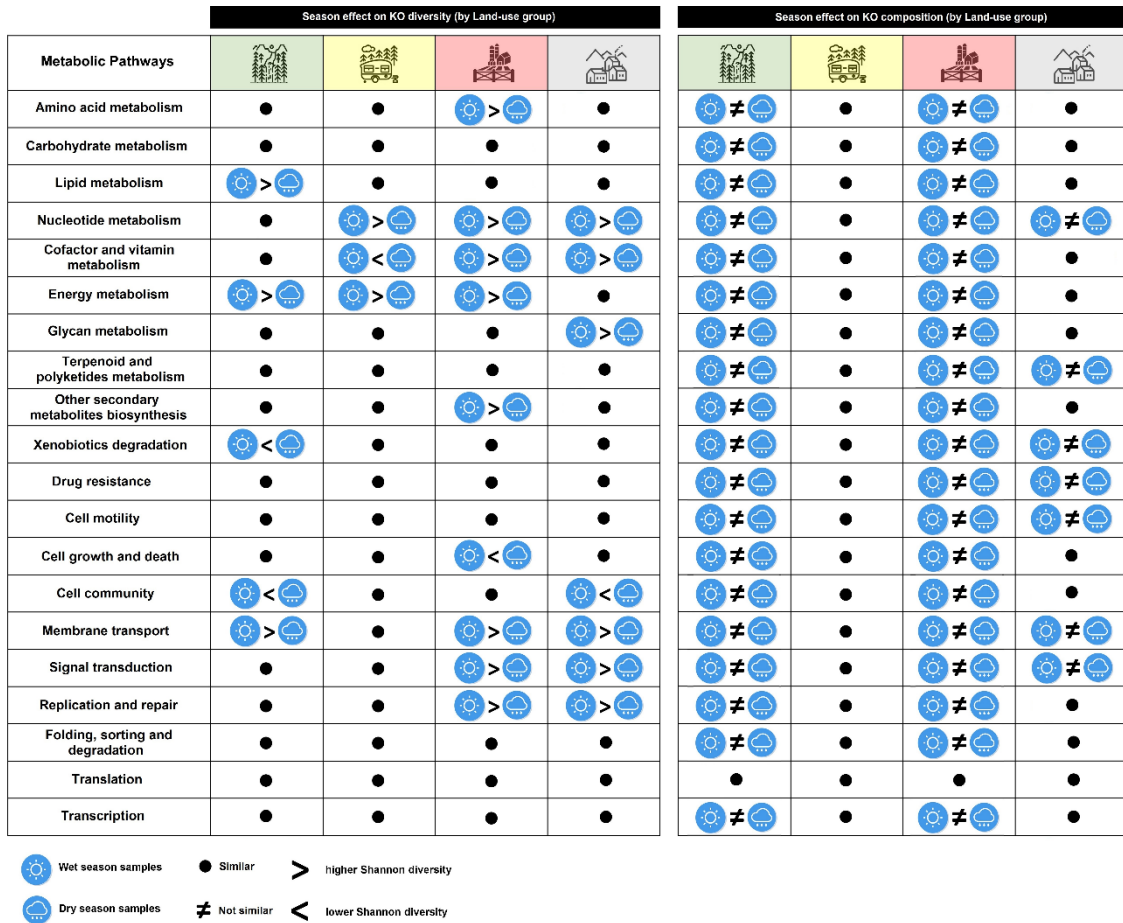 Season effect on KO diversity (by Land-use group)
Season effect on KO composition (by Land-use group)
Metabolic Pathways
Amino acid metabolism
>
≠
≠
Carbohydrate metabolism
≠
≠
Lipid metabolism
>
≠
≠
Nucleotide metabolism
>
>
>
≠
≠
≠
Cofactor and vitamin
metabolism
<
>
>
≠
≠
Energy metabolism
>
>
>
≠
≠
Glycan metabolism
>
≠
≠
Terpenoid and
polyketides metabolism
≠
≠
≠
Other secondary
metabolites biosynthesis
>
≠
≠
Xenobiotics degradation
<
≠
≠
≠
Drug resistance
≠
≠
≠
Cell motility
≠
≠
≠
Cell growth and death
<
≠
≠
Cell community
<
<
≠
≠
Membrane transport
>
>
>
≠
≠
≠
Signal transduction
>
>
≠
≠
≠
Replication and repair
>
>
≠
≠
Folding, sorting and
degradation
≠
≠
Translation
Transcription
≠
≠
Wet season samples
Similar
> higher Shannon diversity
Dry season samples
≠ Not similar
< lower Shannon diversity